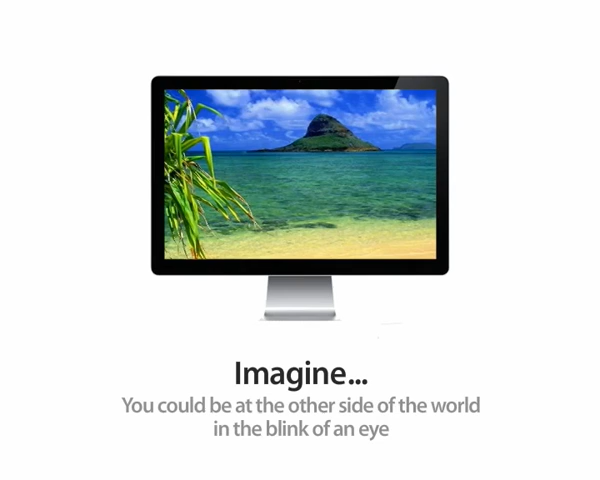 Imagine...
You could be at the other side of the world
in the blink of an eye